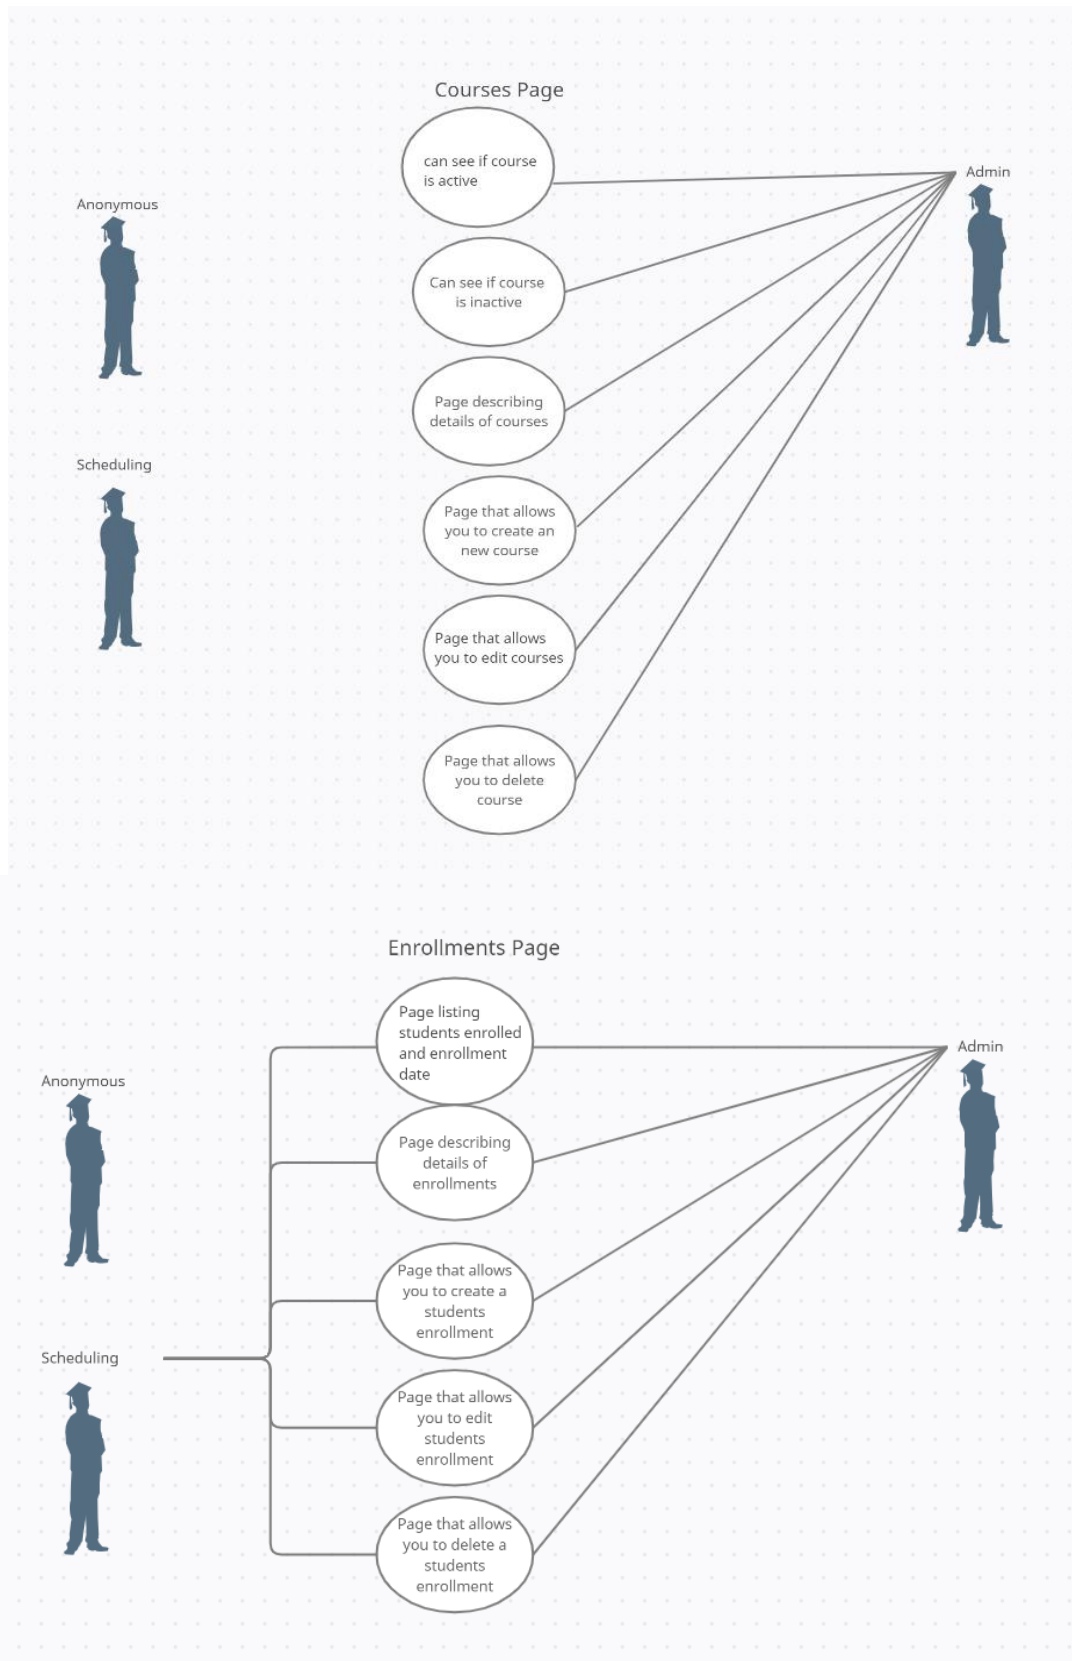 Courses Page
can see if course
is active
Admin
Anonymous
Can see if course
is inactive
Page describing
details of courses
Scheduling
Page that allows
you to create an
new course
Page that allows
you to edit courses
Page that allows
you to delete
course
Enrollments Page
Page listing
students enrolled
and enrollment
date
Admin
Anonymous
Page describing
details of
enrollments
Page that allows
you to create a
students
enrollment
Scheduling
Page that allows
you to edit
students
enrollment
Page that allows
you to delete a
students
enrollment